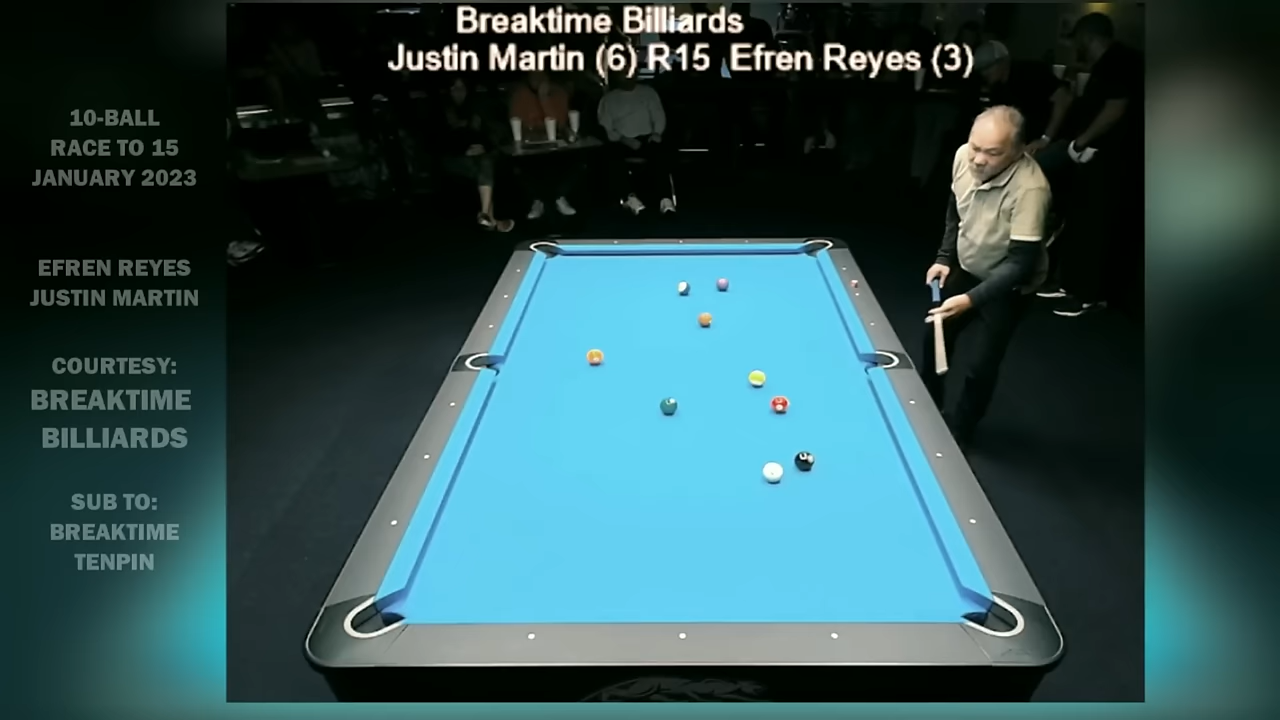 Breaktime Billiards
Justin Martin (6) R15 Efren Reyes (3)
10-BALL
RACE TO 15
JANUARY 2023
EFREN REYES
JUSTIN MARTIN
COURTESY:
BREAKTIME
BILLIARDS
SUB TO:
BREAKTIME
TENPIN